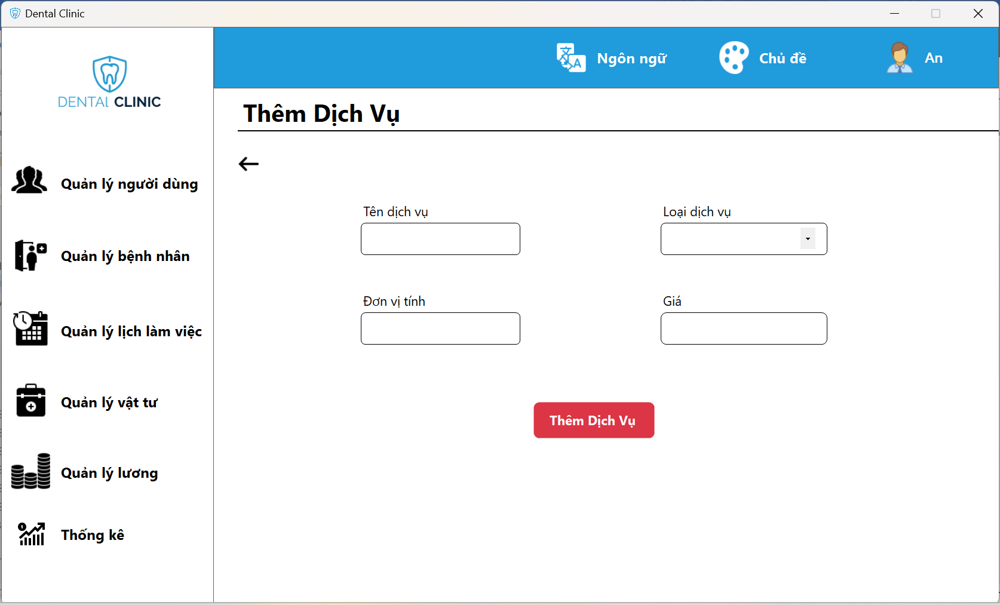 Dental Clinic
DENTAL CLINIC
Ngôn ngữ
Chủ đề
An
Thêm Dịch Vụ
Quản lý người dùng
Quản lý bệnh nhân
Quản lý lịch làm việc
Quản lý vật tư
Quản lý lương
Thống kê
Tên dịch vụ
Loại dịch vụ
Đơn vị tính
Giá
Thêm Dịch Vụ